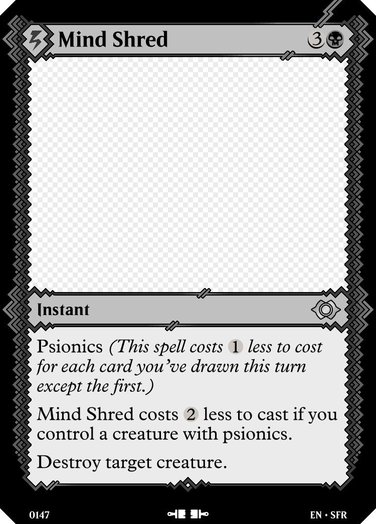 Mind Shred 3
Instant
Psionics (This spell costs 1 less to cost
for each card you've drawn this turn
except the first.)
Mind Shred costs 2 less to cast if you
control a creature with psionics.
Destroy target creature.
0147 EN • SFR